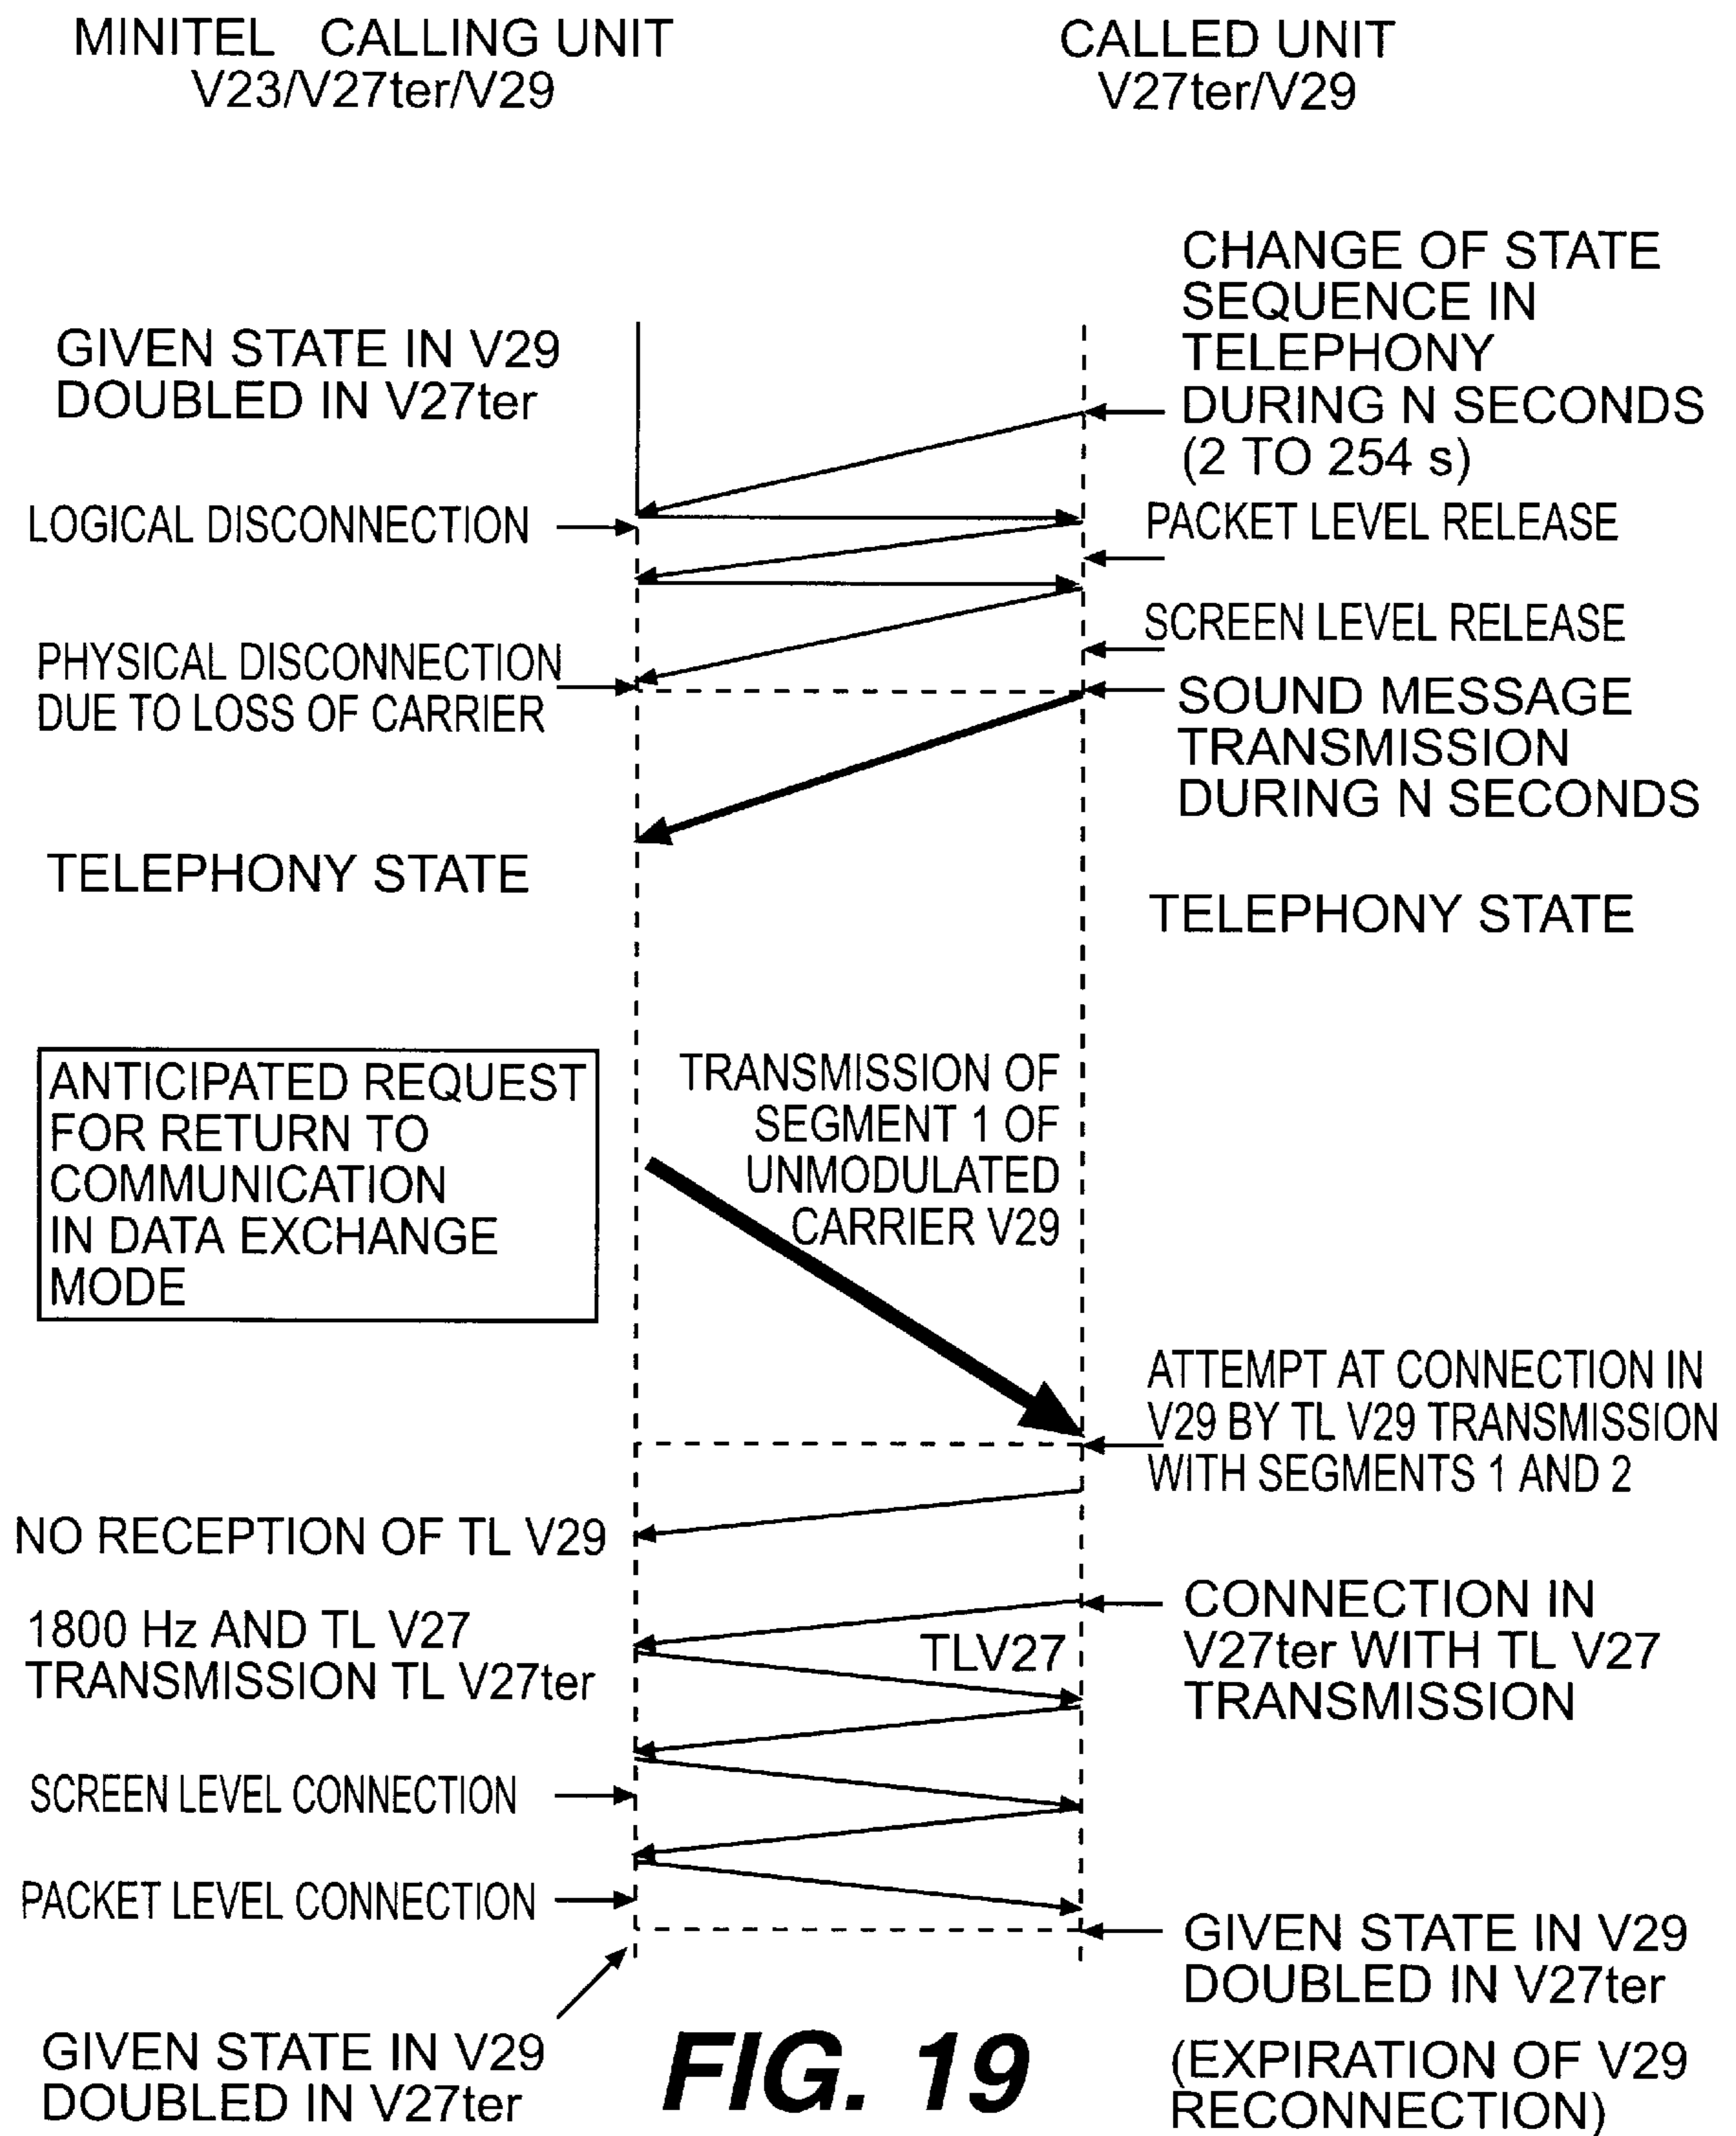 MINITEL CALLING UNIT
V23/V27ter/V29
CALLED UNIT
V27ter/V29
CHANGE OF STATE
SEQUENCE IN
TELEPHONY
DURING N SECONDS
(2 TO 254 s)
GIVEN STATE IN V29
DOUBLED IN V27ter
LOGICAL DISCONNECTION
PACKET LEVEL RELEASE
SCREEN LEVEL RELEASE
PHYSICAL DISCONNECTION
DUE TO LOSS OF CARRIER
SOUND MESSAGE
TRANSMISSION
DURING N SECONDS
TELEPHONY STATE
TELEPHONY STATE
ANTICIPATED REQUEST
FOR RETURN TO
COMMUNICATION
IN DATA EXCHANGE
MODE
TRANSMISSION OF
SEGMENT 1 OF
UNMODULATED
CARRIER V29
ATTEMPT AT CONNECTION IN
V29 BY TL V29 TRANSMISSION
WITH SEGMENTS 1 AND 2
NO RECEPTION OF TL V29
1800 Hz AND TL V27
TRANSMISSION TL V27ter
TLV27
CONNECTION IN
V27ter WITH TL V27
TRANSMISSION
SCREEN LEVEL CONNECTION
PACKET LEVEL CONNECTION
GIVEN STATE IN V29
DOUBLED IN V27ter
(EXPIRATION OF V29
RECONNECTION)
GIVEN STATE IN V29
DOUBLED IN V27ter
FIG. 19